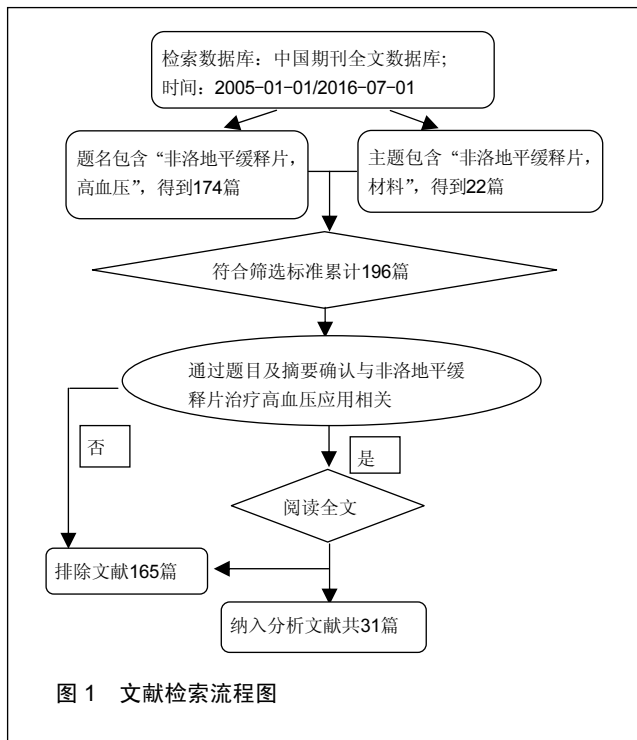 检索数据库：中国期刊全文数据库；
时间：2005-01-01/2016-07-01
题名包含“非洛地平缓释片，
高血压”，得到174篇
主题包含“非洛地平缓释片，
材料”，得到22篇
符合筛选标准累计196篇
通过题目及摘要确认与非洛地平缓
释片治疗高血压应用相关
否
是
阅读全文
排除文献165篇
纳入分析文献共31篇
图 1 文献检索流程图